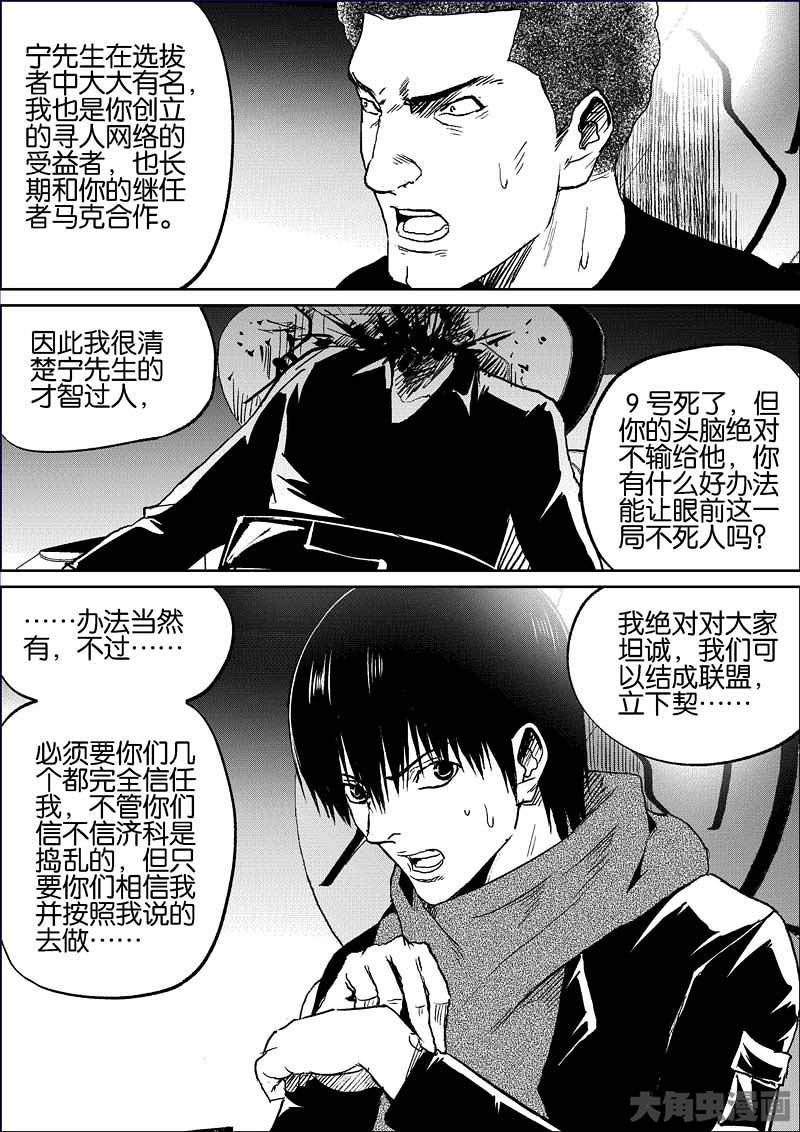 宁先生在选拔
者中大大有名，
我也是你创立
的寻人网络的
受益者，也长
期和你的继任
者马克合作。
因此我很清
楚宁先生的
才智过人，
9号死了，但
你的头脑绝对
不输给他，你
有什么好办法
能让眼前这一
局不死人吗？
……办法当然
有，不过……
必须要你们几
个都完全信任
我，不管你们
信不信济科是
捣乱的，但只
要你们相信我
并按照我说的
去做……
我绝对对大家
坦诚，我们可
以结成联盟，
立下契……
大角虫漫画